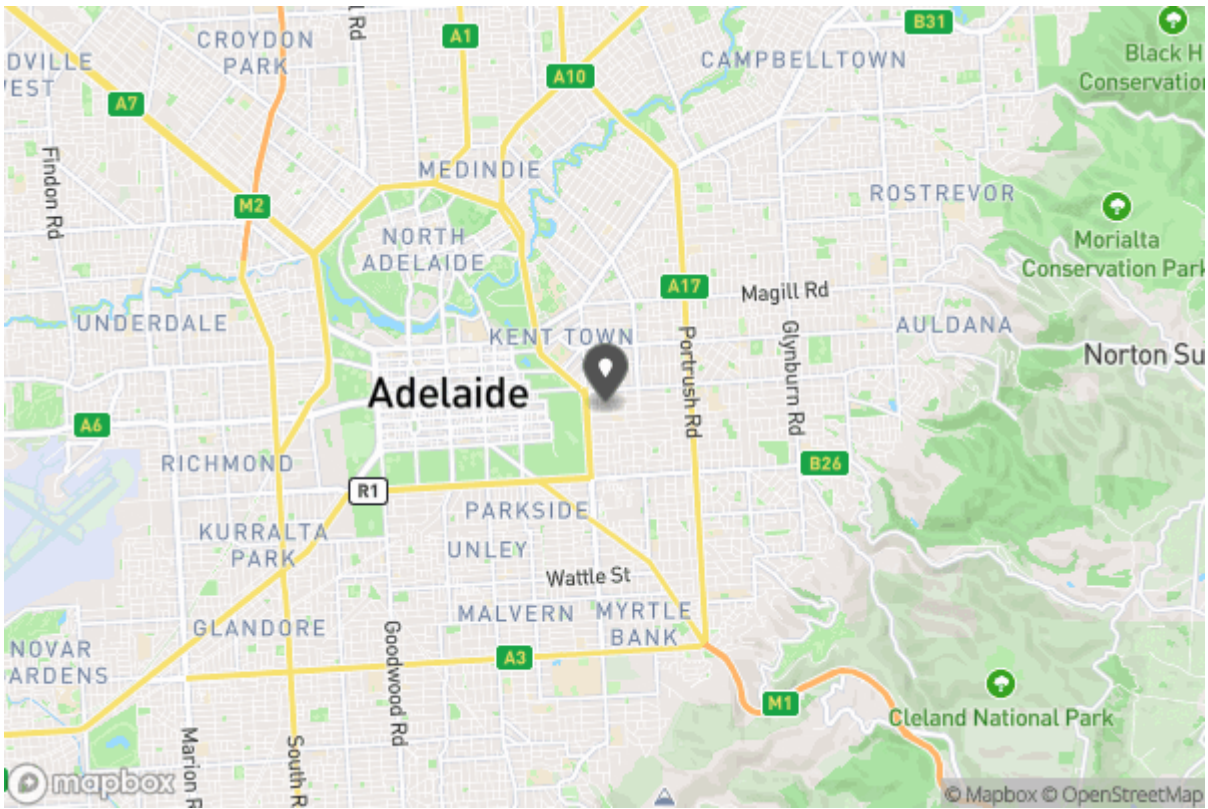 B31
A1
CROYDON
PARK
CAMPBELLTOWN
Black H
Conservation
DVILLE
EST
A10
A7
Findon Rd
MEDINDIE
ROSTREVOR
M2
NORTH
ADELAIDE
Morialta
Conservation Park
A17
Magill Rd
UNDERDALE
KENT TOWN
Portrush Rd
Glynburn Rd
AULDANA
Norton Su
Adelaide
A6
RICHMOND
B26
R1
PARKSIDE
KURRALTA
PARK
UNLEY
Wattle St
MALVERN
MYRTLE
BANK
GLANDORE
Goodwood Rd
NOVAR
ARDENS
A3
M1
Cleland National Park
Marion R
South R
mapbox
© Mapbox © OpenStreetMap